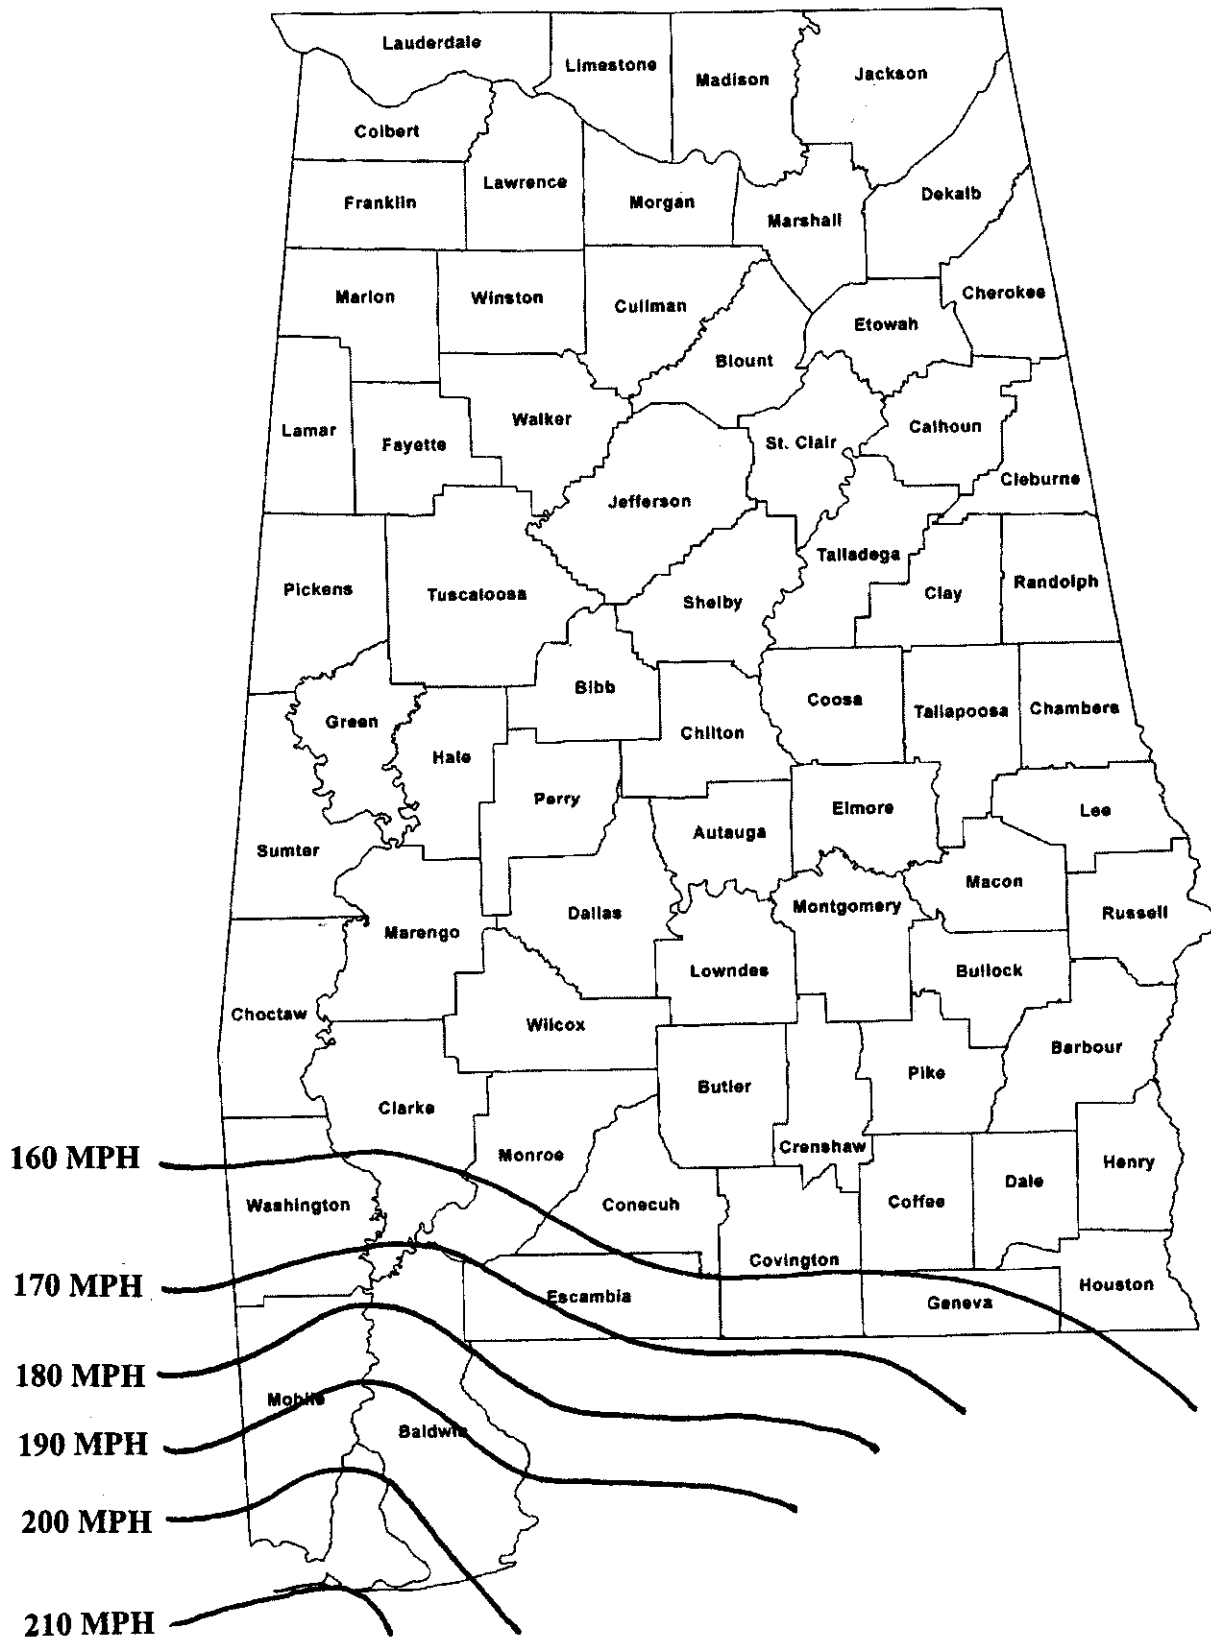 Lauderdale
Limestone
Madison
Jackson
Colbert
Lawrence
Franklin
Morgan
Marshall
Dekalb
Marion
Winston
Cullman
Cherokee
Etowah
Blount
Lamar
Fayette
Walker
St. Clair
Calhoun
Cleburne
Jefferson
Talladega
Pickens
Tuscaloosa
Shelby
Clay
Randolph
Bibb
Coosa
Tallapoosa
Chambers
Green
Hale
Chilton
Perry
Autauga
Elmore
Lee
Sumter
Macon
Marengo
Dallas
Montgomery
Russell
Lowndes
Bullock
Choctaw
Wilcox
Barbour
Butler
Pike
Clarke
160 MPH
Monroe
Crenshaw
Henry
Washington
Conecuh
Coffee
Dale
170 MPH
Covington
Escambia
Geneva
Houston
180 MPH
Mobile
Baldwin
190 MPH
200 MPH
210 MPH